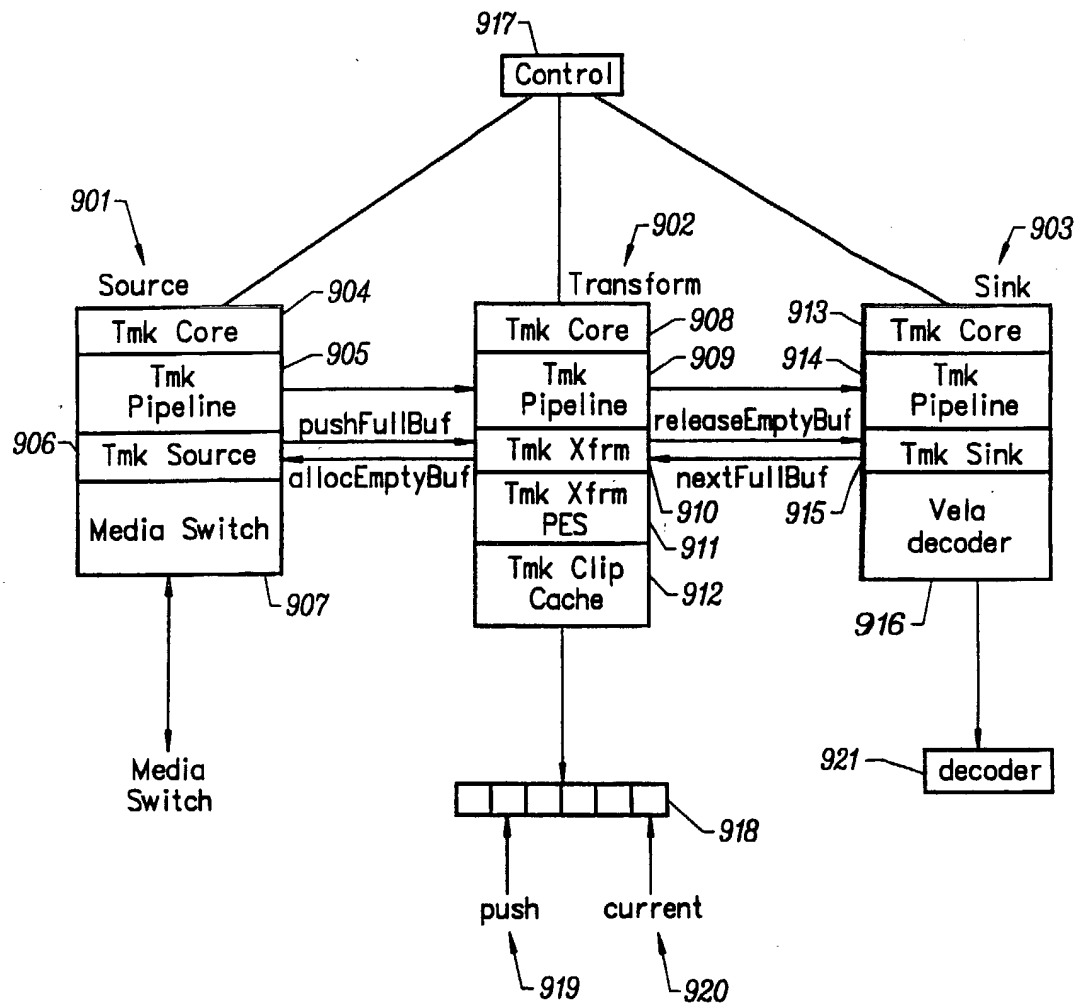 917
Control
901
902
903
Source
904
Transform
Sink
Tmk Core
905
Tmk Core
908
913
Tmk Core
Tmk
Pipeline
Tmk
Pipeline
909
914
Tmk
Pipeline
906
pushFullBuf
releaseEmptyBuf
Tmk Source
allocEmptyBuf
Tmk Xfrm
nextFullBuf
Tmk Sink
Media Switch
Tmk Xfrm
PES
910
915
Vela
decoder
911
Tmk Clip
Cache
912
907
916
Media
Switch
921
decoder
918
push
current
919
920